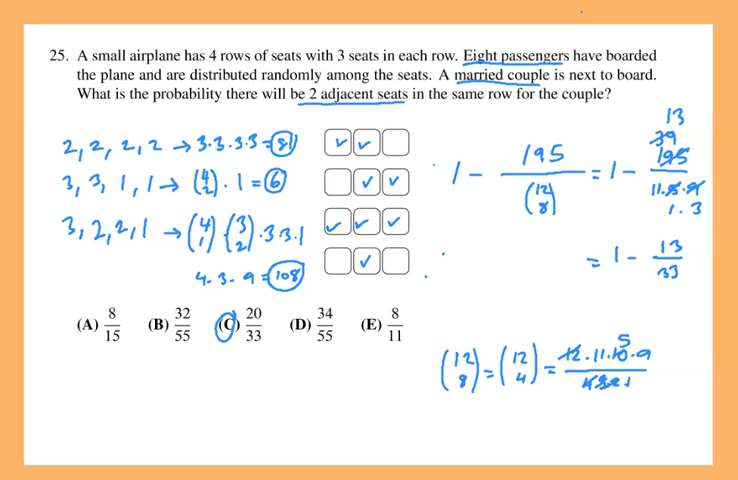 25. A small airplane has 4 rows of seats with 3 seats in each row. Eight passengers have boarded
the plane and are distributed randomly among the seats. A married couple is next to board.
What is the probability there will be 2 adjacent seats in the same row for the couple?
2, 2, 2, 2 → 3·3·3·3 = 81
3, 3, 1, 1 → (4 2) · 1 = 6
3, 2, 2, 1 → (4 1) (3 2) · 3 3 · 1
4 · 3 · 9 = 108
1 - 195 / (12 8) = 1 - 195 / 11·5·9
39
13
1 · 3
= 1 - 13/33
(A) 8/15 (B) 32/55 (C) 20/33 (D) 34/55 (E) 8/11
(12 8) = (12 4) = 12·11·10·9 / 4 3 2 1
5